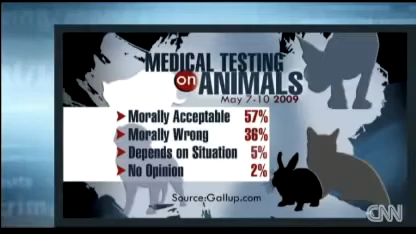 MEDICAL TESTING
on ANIMALS
May 7-10 2009
Morally Acceptable 57%
Morally Wrong 36%
Depends on Situation 5%
No Opinion 2%
Source:Gallup.com
CNN